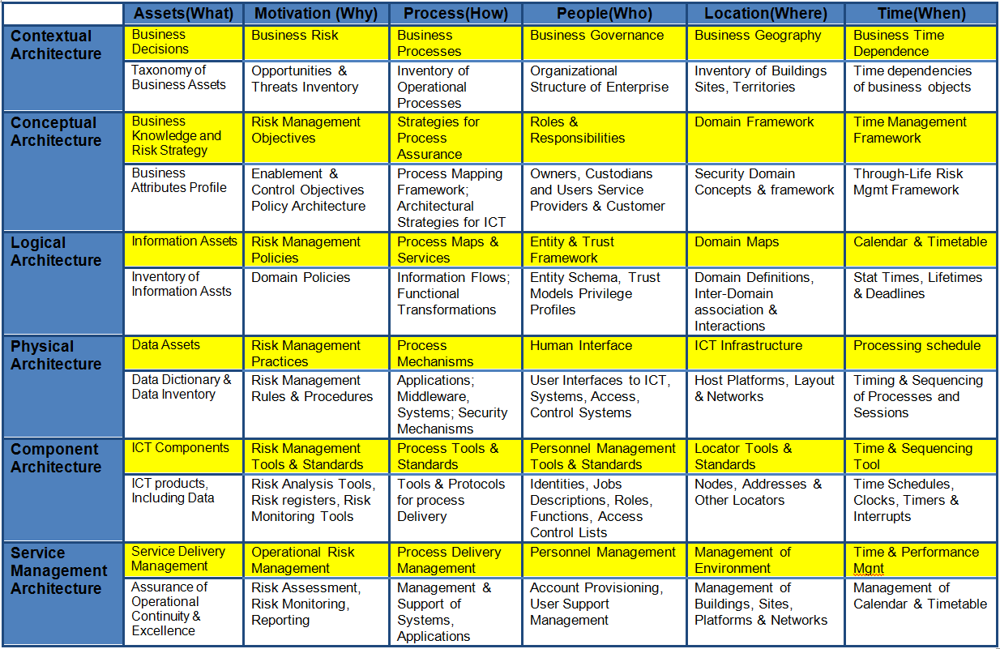 Assets(What) Motivation (Why) Process(How) People(Who) Location(Where) Time(When)
Contextual
Architecture
Business
Decisions
Business Risk
Business
Processes
Business Governance
Business Geography
Business Time
Dependence
Taxonomy of
Business Assets
Opportunities &
Threats Inventory
Inventory of
Operational
Processes
Organizational
Structure of Enterprise
Inventory of Buildings
Sites, Territories
Time dependencies
of business objects
Conceptual
Architecture
Business
Knowledge and
Risk Strategy
Risk Management
Objectives
Strategies for
Process
Assurance
Roles &
Responsibilities
Domain Framework
Time Management
Framework
Business
Attributes Profile
Enablement &
Control Objectives
Policy Architecture
Process Mapping
Framework;
Architectural
Strategies for ICT
Owners, Custodians
and Users Service
Providers & Customer
Security Domain
Concepts & framework
Through-Life Risk
Mgmt Framework
Logical
Architecture
Information Assets
Risk Management
Policies
Process Maps &
Services
Entity & Trust
Framework
Domain Maps
Calendar & Timetable
Inventory of
Information Assts
Domain Policies
Information Flows;
Functional
Transformations
Entity Schema, Trust
Models Privilege
Profiles
Domain Definitions,
Inter-Domain
association &
Interactions
Stat Times, Lifetimes
& Deadlines
Physical
Architecture
Data Assets
Risk Management
Practices
Process
Mechanisms
Human Interface
ICT Infrastructure
Processing schedule
Data Dictionary &
Data Inventory
Risk Management
Rules & Procedures
Applications;
Middleware,
Systems; Security
Mechanisms
User Interfaces to ICT,
Systems, Access,
Control Systems
Host Platforms, Layout
& Networks
Timing & Sequencing
of Processes and
Sessions
Component
Architecture
ICT Components
Risk Management
Tools & Standards
Process Tools &
Standards
Personnel Management
Tools & Standards
Locator Tools &
Standards
Time & Sequencing
Tool
ICT products,
Including Data
Risk Analysis Tools,
Risk registers, Risk
Monitoring Tools
Tools & Protocols
for process
Delivery
Identities, Jobs
Descriptions, Roles,
Functions, Access
Control Lists
Nodes, Addresses &
Other Locators
Time Schedules,
Clocks, Timers &
Interrupts
Service
Management
Architecture
Service Delivery
Management
Operational Risk
Management
Process Delivery
Management
Personnel Management
Management of
Environment
Time & Performance
Mgnt
Assurance of
Operational
Continuity &
Excellence
Risk Assessment,
Risk Monitoring,
Reporting
Management &
Support of
Systems,
Applications
Account Provisioning,
User Support
Management
Management of
Buildings, Sites,
Platforms & Networks
Management of
Calendar & Timetable